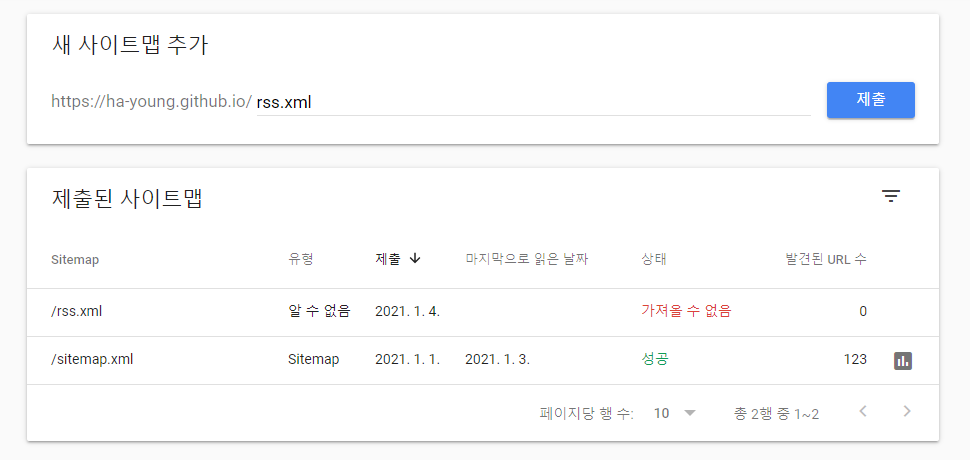 새 사이트맵 추가
https://ha-young.github.io/ rss.xml 제출
제출된 사이트맵
Sitemap 유형 제출 마지막으로 읽은 날짜 상태 발견된 URL 수
/rss.xml 알 수 없음 2021. 1. 4. 가져올 수 없음 0
/sitemap.xml Sitemap 2021. 1. 1. 2021. 1. 3. 성공 123
페이지당 행 수: 10 총 2행 중 1~2